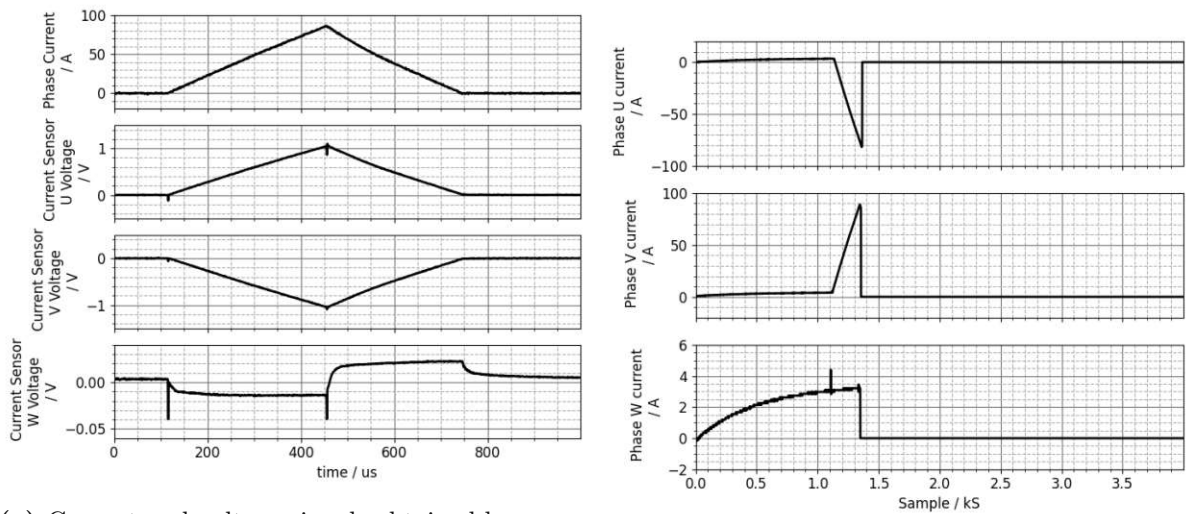 100
50
0
Phase Current
/ A
1
0
Current Sensor
U Voltage
/ V
0
−1
Current Sensor
V Voltage
/ V
0.00
−0.05
Current Sensor
W Voltage
/ V
0 200 400 600 800
time / us
0
−50
−100
Phase U current
/ A
100
50
0
Phase V current
/ A
6
4
2
0
−2
Phase W current
/ A
0.0 0.5 1.0 1.5 2.0 2.5 3.0 3.5
Sample / kS